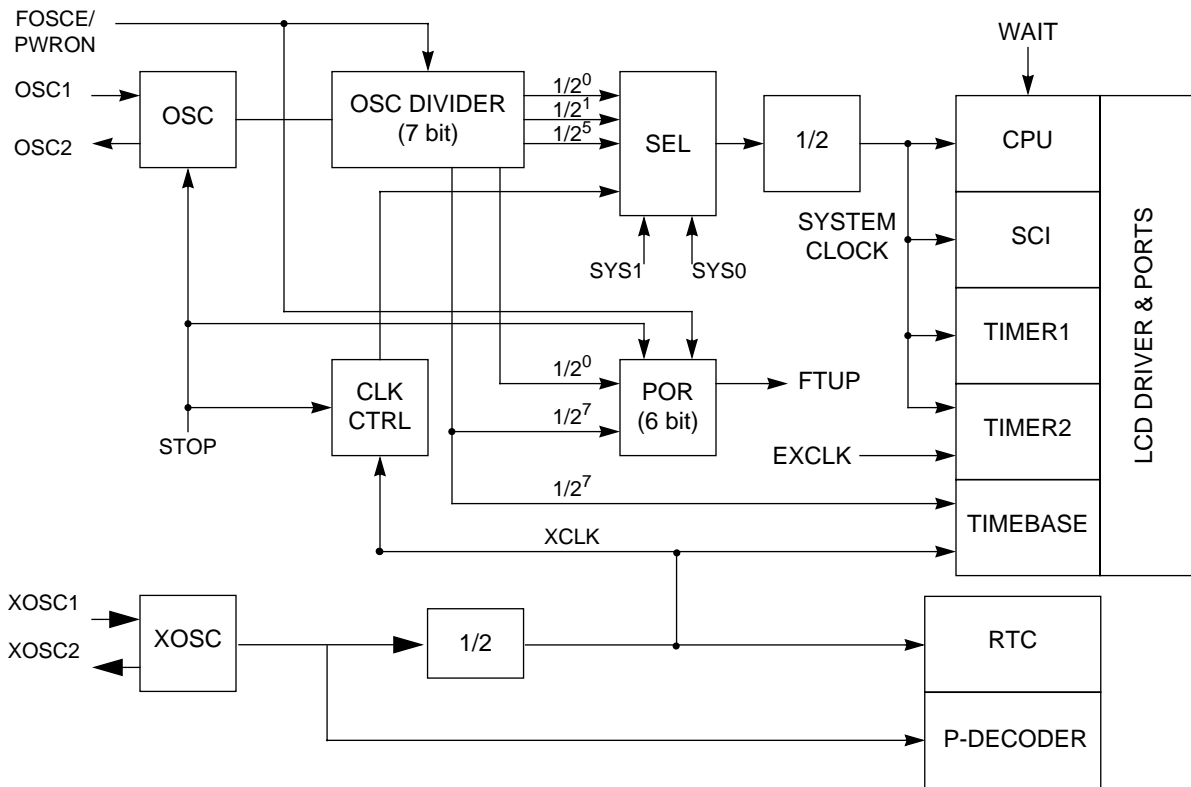 FOSCE/
PWRON
WAIT
OSC1
OSC2
OSC
OSC DIVIDER
(7 bit)
1/2⁰
1/2¹
1/2⁵
SEL
1/2
CPU
SYSTEM
CLOCK
SCI
SYS1
SYS0
TIMER1
LCD DRIVER & PORTS
CLK
CTRL
1/2⁰
POR
(6 bit)
FTUP
1/2⁷
TIMER2
STOP
EXCLK
1/2⁷
TIMEBASE
XCLK
XOSC1
XOSC2
XOSC
1/2
RTC
P-DECODER